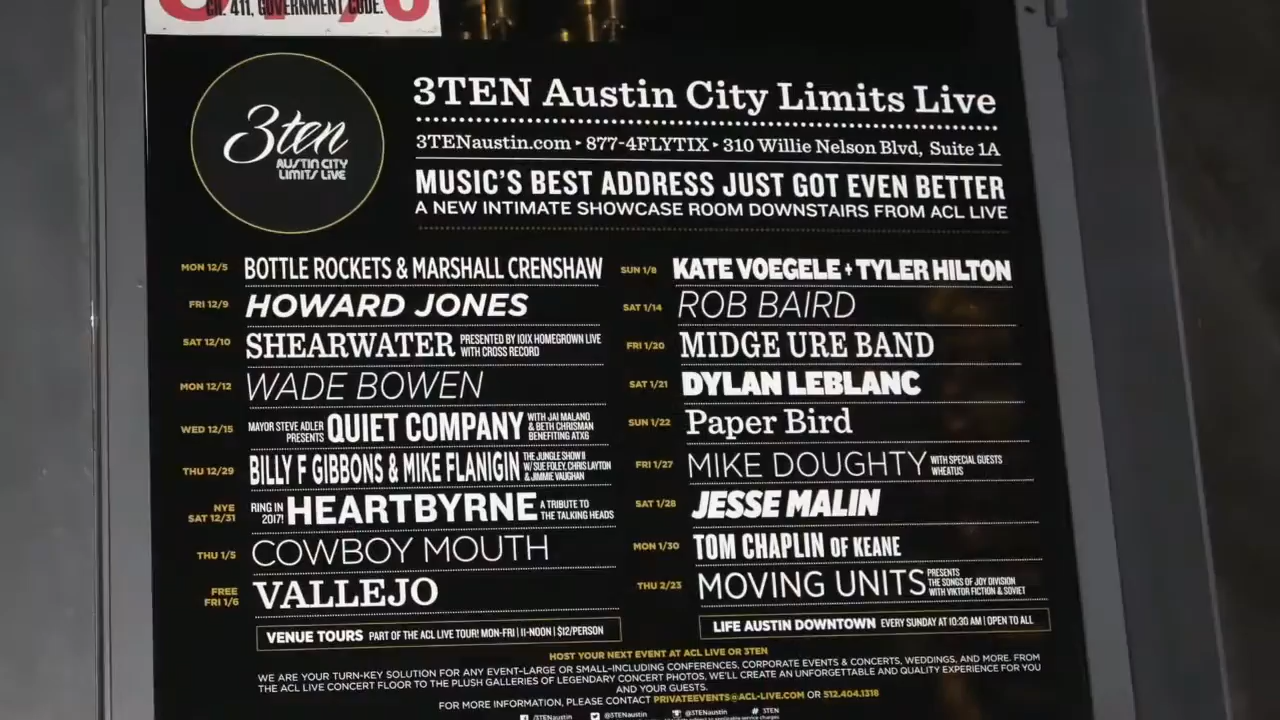 CH. 411, GOVERNMENT CODE.
3ten
AUSTIN CITY
LIMITS LIVE
3TEN Austin City Limits Live
3TENaustin.com ▸ 877-4FLYTIX ▸ 310 Willie Nelson Blvd, Suite 1A
MUSIC'S BEST ADDRESS JUST GOT EVEN BETTER
A NEW INTIMATE SHOWCASE ROOM DOWNSTAIRS FROM ACL LIVE
MON 12/5 BOTTLE ROCKETS & MARSHALL CRENSHAW
FRI 12/9 HOWARD JONES
SAT 12/10 SHEARWATER PRESENTED BY 101X HOMEGROWN LIVE
WITH CROSS RECORD
MON 12/12 WADE BOWEN
WED 12/15 MAYOR STEVE ADLER
PRESENTS QUIET COMPANY WITH JAI MALANO
& BETH CHRISMAN
BENEFITING ATX6
THU 12/29 BILLY F GIBBONS & MIKE FLANIGIN THE JUNGLE SHOW II
W/ SUE FOLEY, CHRIS LAYTON
& JIMMIE VAUGHAN
NYE
SAT 12/31 RING IN
2017! HEARTBYRNE A TRIBUTE TO
THE TALKING HEADS
THU 1/5 COWBOY MOUTH
FREE
FRI 1/6 VALLEJO
VENUE TOURS PART OF THE ACL LIVE TOUR! MON-FRI | 11-NOON | $12/PERSON
SUN 1/8 KATE VOEGELE + TYLER HILTON
SAT 1/14 ROB BAIRD
FRI 1/20 MIDGE URE BAND
SAT 1/21 DYLAN LEBLANC
SUN 1/22 Paper Bird
FRI 1/27 MIKE DOUGHTY WITH SPECIAL GUESTS
WHEATUS
SAT 1/28 JESSE MALIN
MON 1/30 TOM CHAPLIN OF KEANE
THU 2/23 MOVING UNITS PRESENTS
THE SONGS OF JOY DIVISION
WITH VIKTOR FICTION & SOVIET
LIFE AUSTIN DOWNTOWN EVERY SUNDAY AT 10:30 AM | OPEN TO ALL
HOST YOUR NEXT EVENT AT ACL LIVE OR 3TEN
WE ARE YOUR TURN-KEY SOLUTION FOR ANY EVENT-LARGE OR SMALL-INCLUDING CONFERENCES, CORPORATE EVENTS & CONCERTS, WEDDINGS, AND MORE. FROM
THE ACL LIVE CONCERT FLOOR TO THE PLUSH GALLERIES OF LEGENDARY CONCERT PHOTOS, WE'LL CREATE AN UNFORGETTABLE AND QUALITY EXPERIENCE FOR YOU
AND YOUR GUESTS.
FOR MORE INFORMATION, PLEASE CONTACT PRIVATEEVENTS@ACL-LIVE.COM OR 512.404.1318
/3TENaustin @3TENaustin @3TENaustin # 3TEN